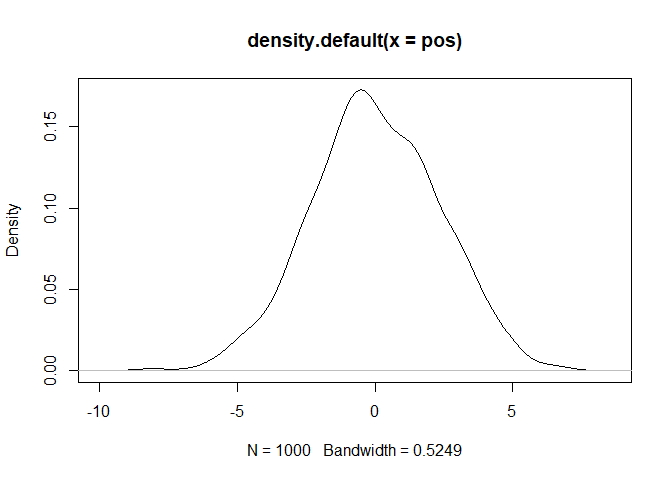 density.default(x = pos)
Density
0.15
0.10
0.05
0.00
-10 -5 0 5
N = 1000 Bandwidth = 0.5249